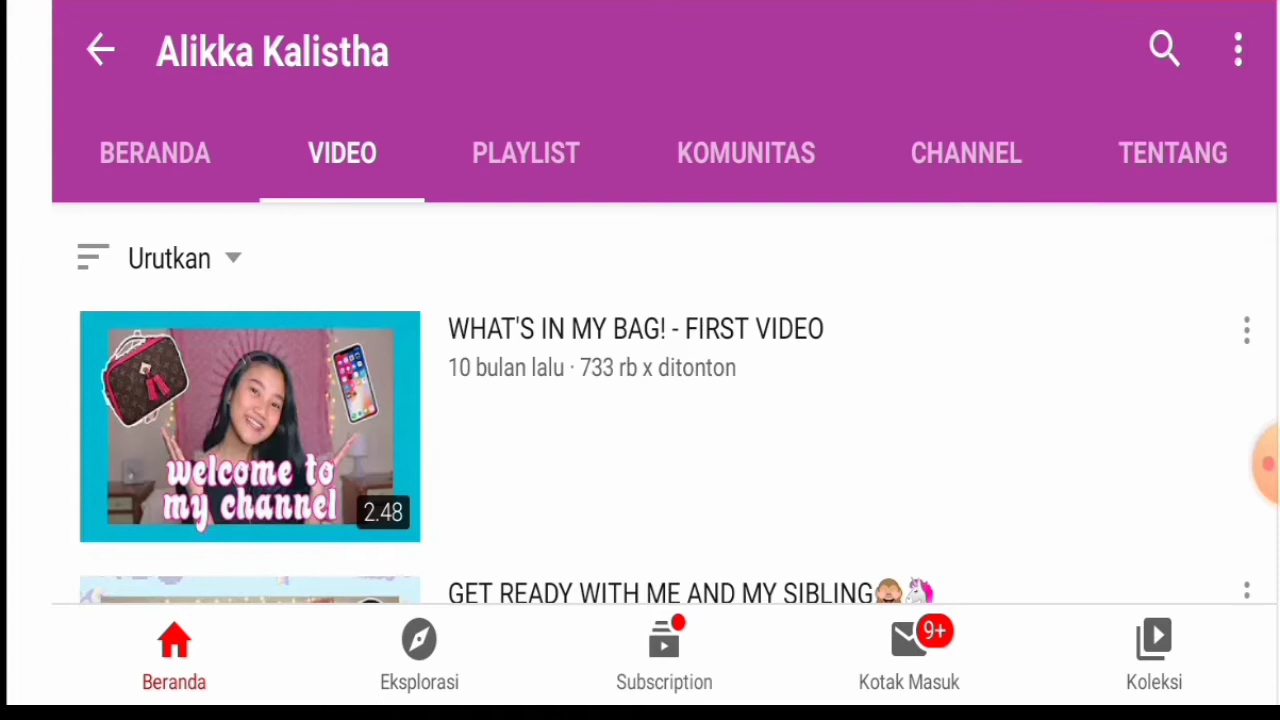 Alikka Kalistha
BERANDA VIDEO PLAYLIST KOMUNITAS CHANNEL TENTANG
Urutkan
WHAT'S IN MY BAG! - FIRST VIDEO
10 bulan lalu · 733 rb x ditonton
welcome to
my channel
2.48
GET READY WITH ME AND MY SIBLING🙈🦄
9+
Beranda Eksplorasi Subscription Kotak Masuk Koleksi